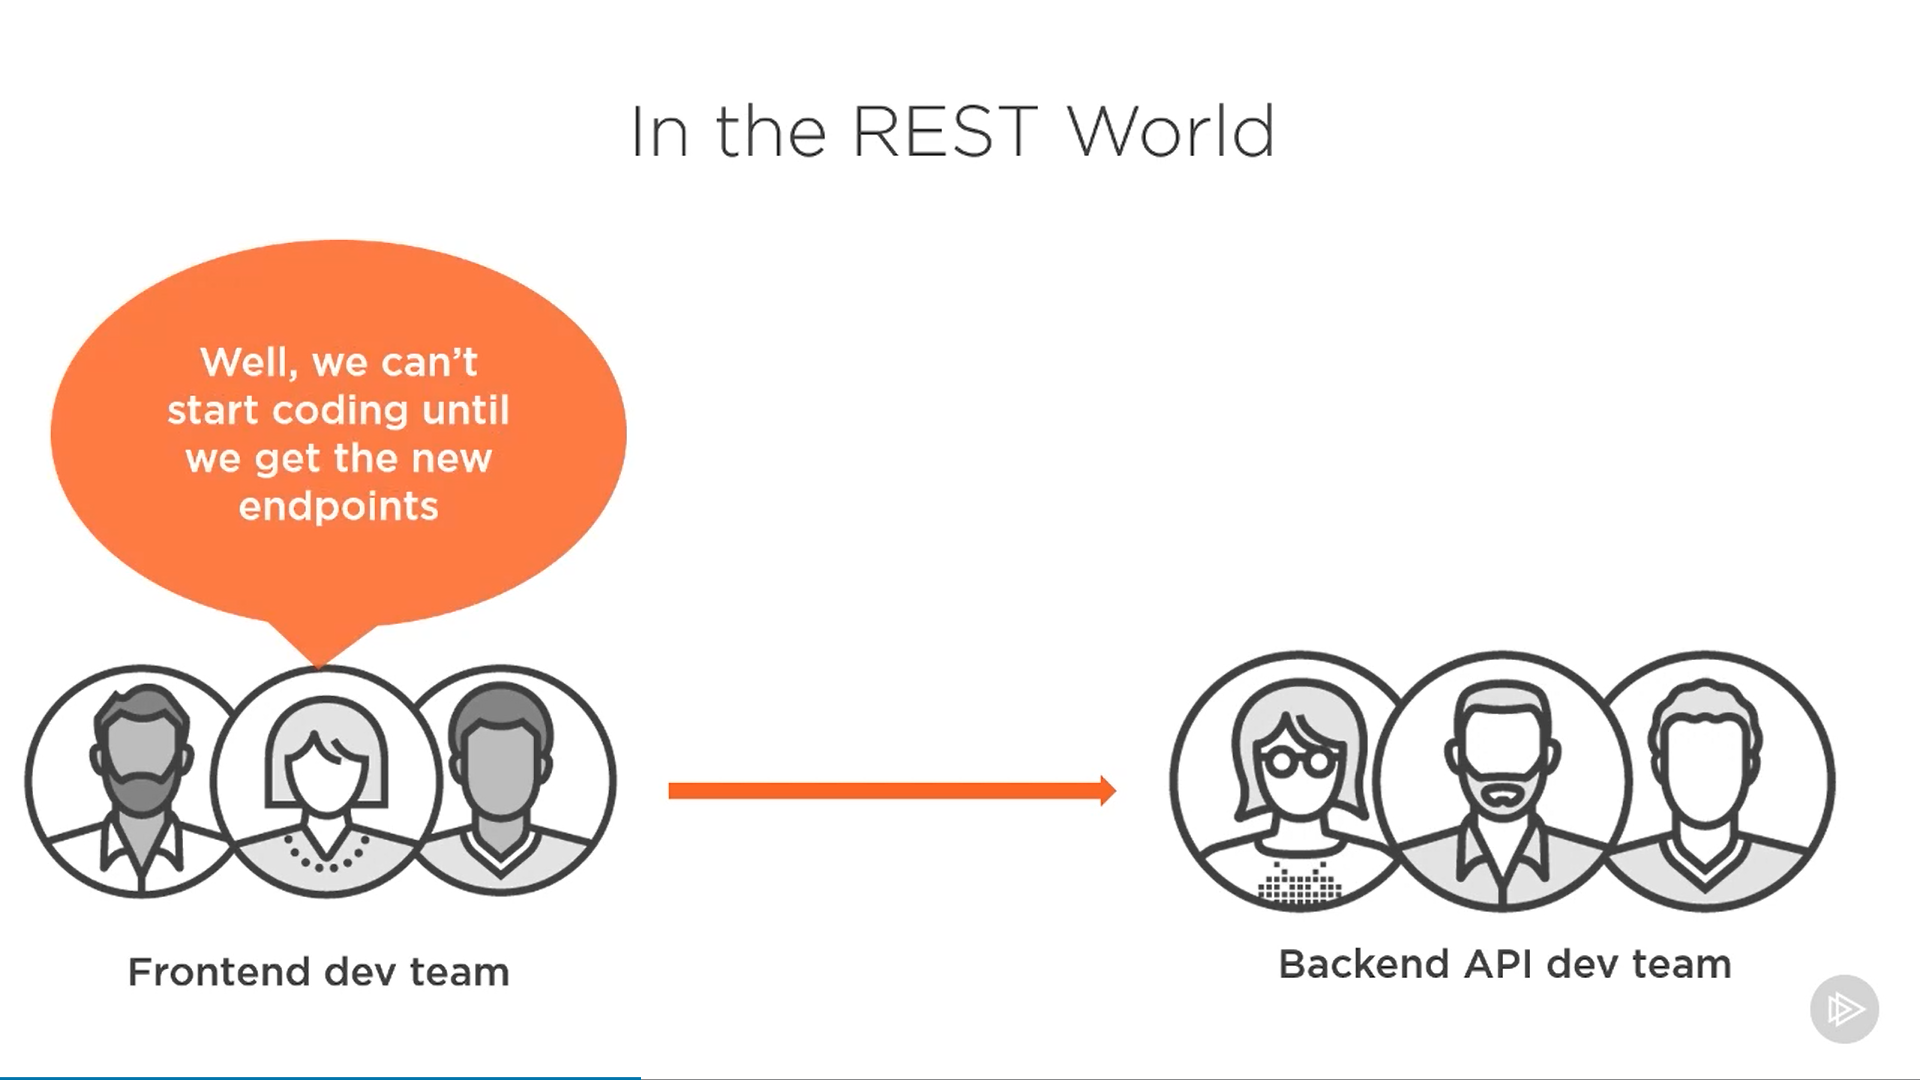 In the REST World
Well, we can’t
start coding until
we get the new
endpoints
Frontend dev team
Backend API dev team